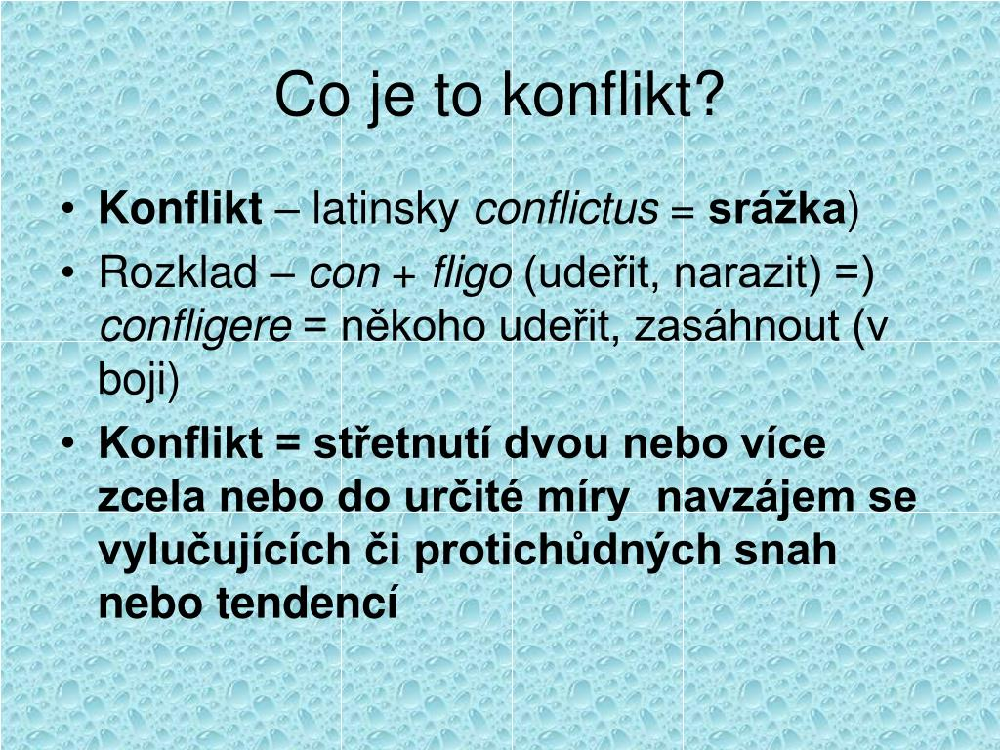 Co je to konflikt?
• Konflikt – latinsky conflictus = srážka)
• Rozklad – con + fligo (udeřit, narazit) =)
confligere = někoho udeřit, zasáhnout (v
boji)
• Konflikt = střetnutí dvou nebo více
zcela nebo do určité míry  navzájem se
vylučujících či protichůdných snah
nebo tendencí